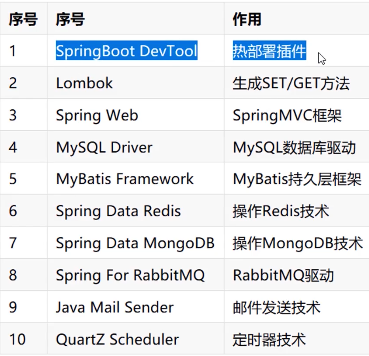 序号 序号 作用
1 SpringBoot DevTool 热部署插件
2 Lombok 生成SET/GET方法
3 Spring Web SpringMVC框架
4 MySQL Driver MySQL数据库驱动
5 MyBatis Framework MyBatis持久层框架
6 Spring Data Redis 操作Redis技术
7 Spring Data MongoDB 操作MongoDB技术
8 Spring For RabbitMQ RabbitMQ驱动
9 Java Mail Sender 邮件发送技术
10 QuartZ Scheduler 定时器技术